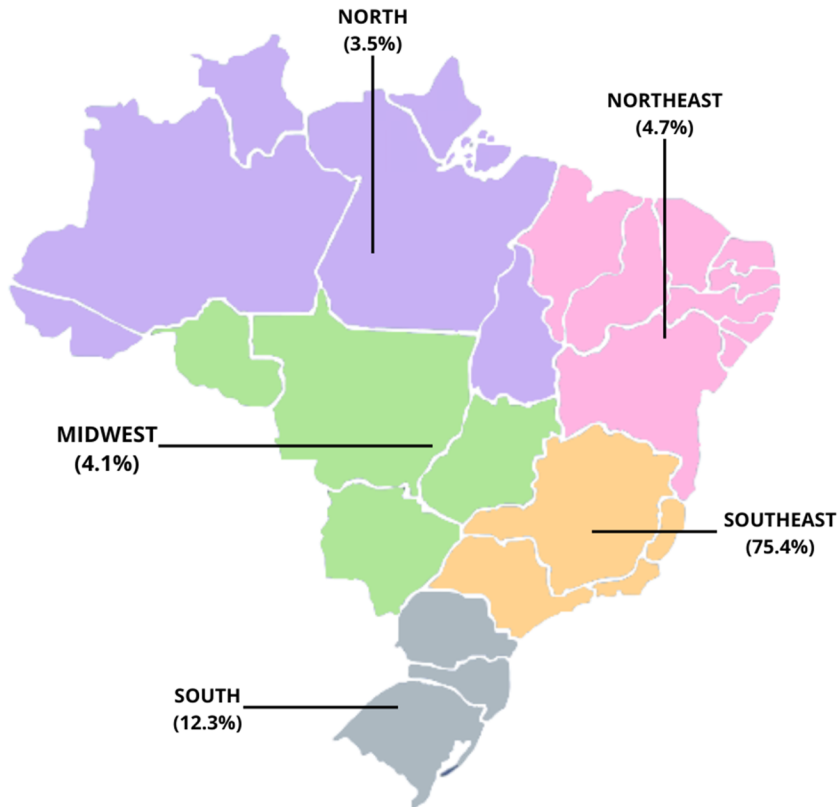 NORTH
(3.5%)
NORTHEAST
(4.7%)
MIDWEST
(4.1%)
SOUTHEAST
(75.4%)
SOUTH
(12.3%)